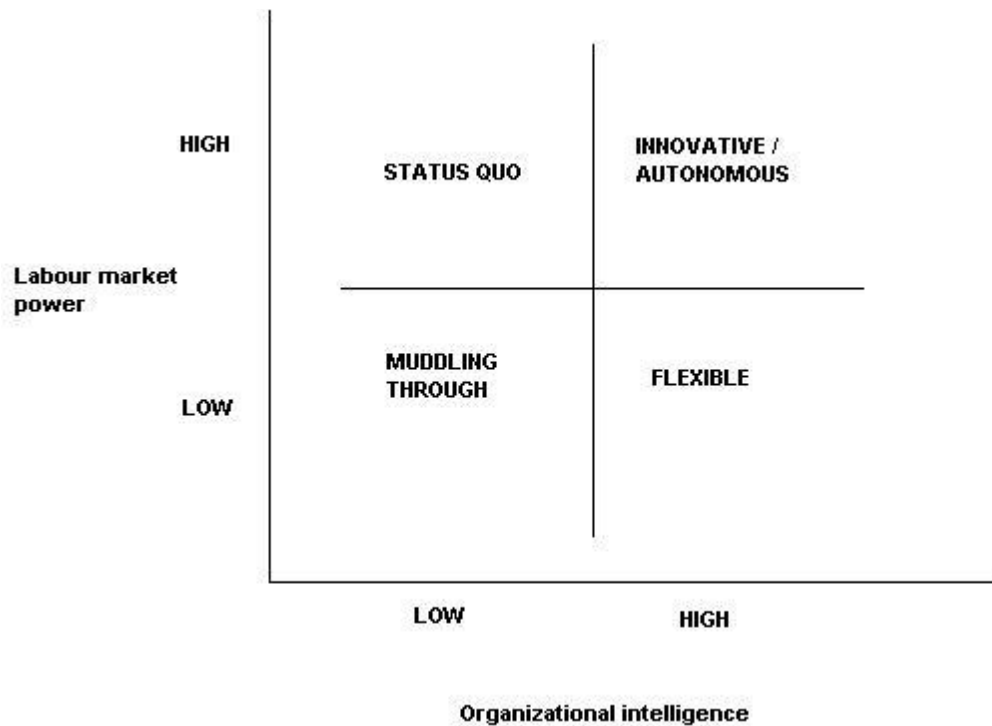 HIGH
STATUS QUO
INNOVATIVE /
AUTONOMOUS
Labour market
power
MUDDLING
THROUGH
FLEXIBLE
LOW
LOW
HIGH
Organizational intelligence